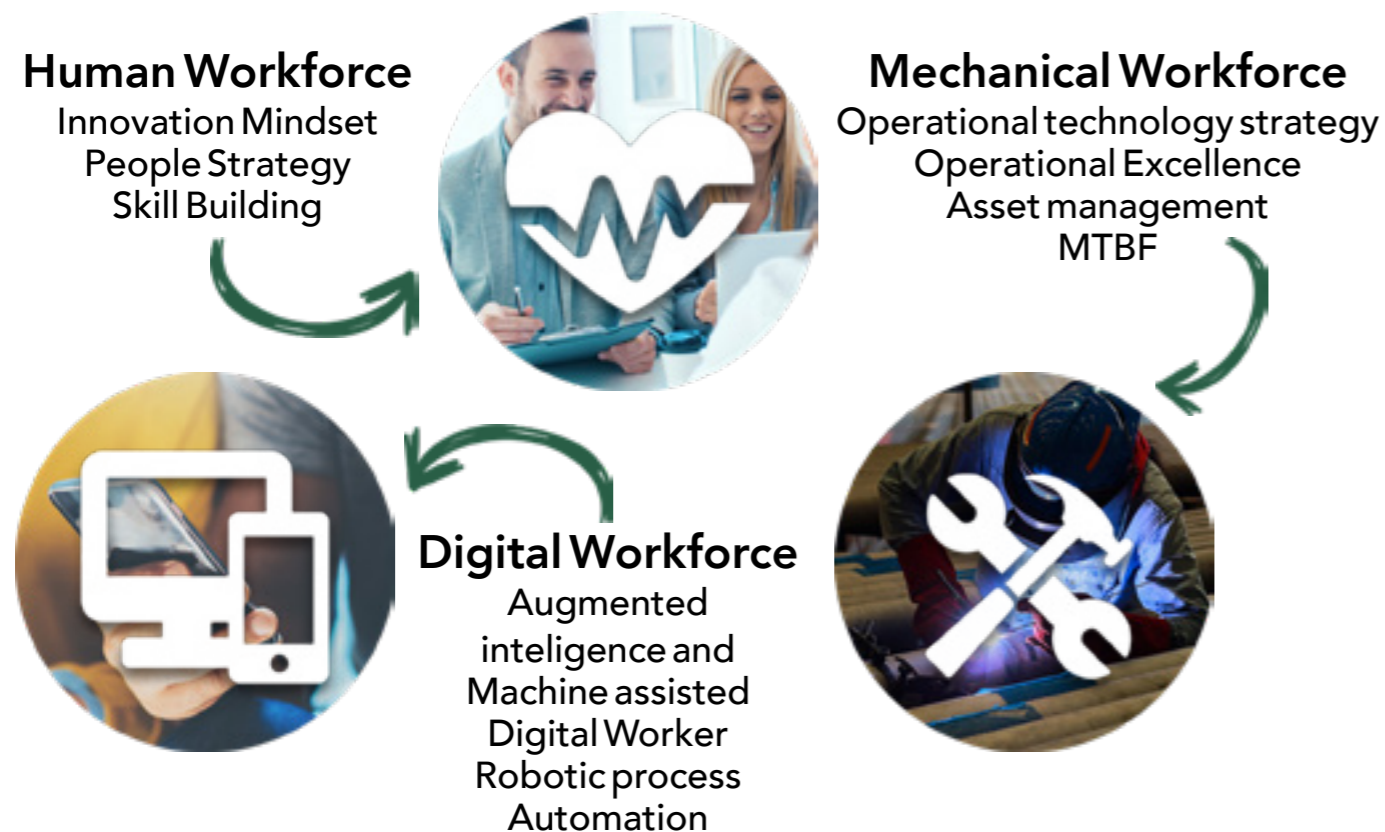 Human Workforce
Innovation Mindset
People Strategy
Skill Building
Mechanical Workforce
Operational technology strategy
Operational Excellence
Asset management
MTBF
Digital Workforce
Augmented
inteligence and
Machine assisted
Digital Worker
Robotic process
Automation